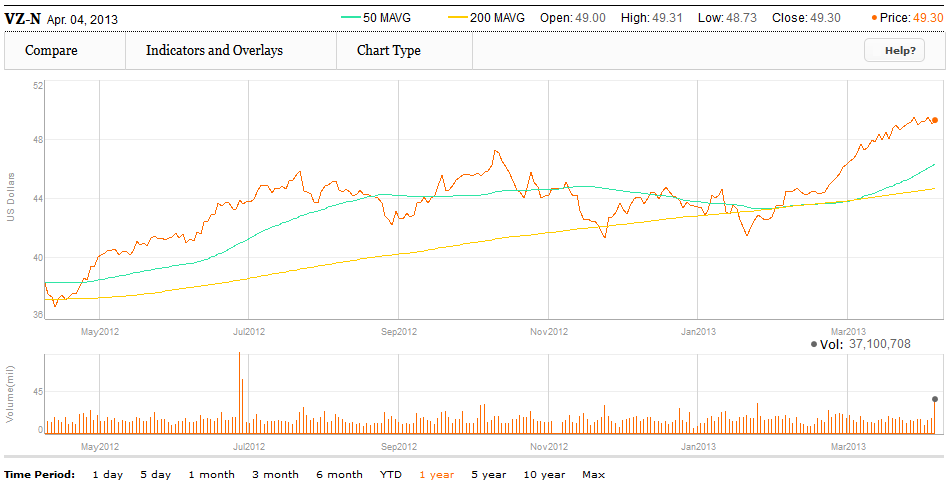 VZ-N Apr. 04, 2013 50 MAVG 200 MAVG Open: 49.00 High: 49.31 Low: 48.73 Close: 49.30 Price: 49.30
Compare Indicators and Overlays Chart Type Help?
52
48
44
40
36
US Dollars
May2012 Jul2012 Sep2012 Nov2012 Jan2013 Mar2013
Vol: 37,100,708
45
0
Volume(mil)
May2012 Jul2012 Sep2012 Nov2012 Jan2013 Mar2013
Time Period: 1 day 5 day 1 month 3 month 6 month YTD 1 year 5 year 10 year Max